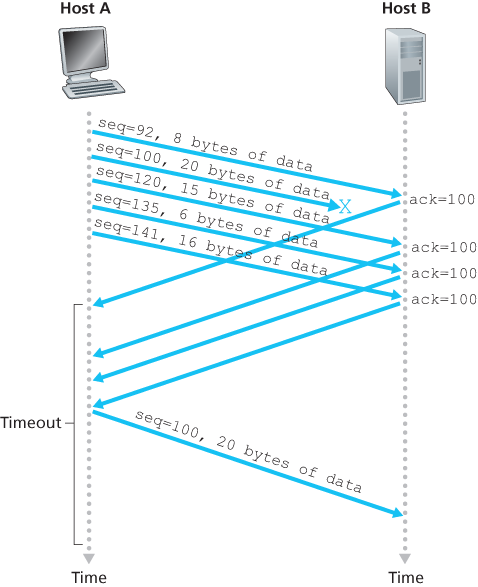 Host A
Host B
seq=92, 8 bytes of data
seq=100, 20 bytes of data
X
seq=120, 15 bytes of data
seq=135, 6 bytes of data
seq=141, 16 bytes of data
ack=100
ack=100
ack=100
ack=100
Timeout
seq=100, 20 bytes of data
Time
Time